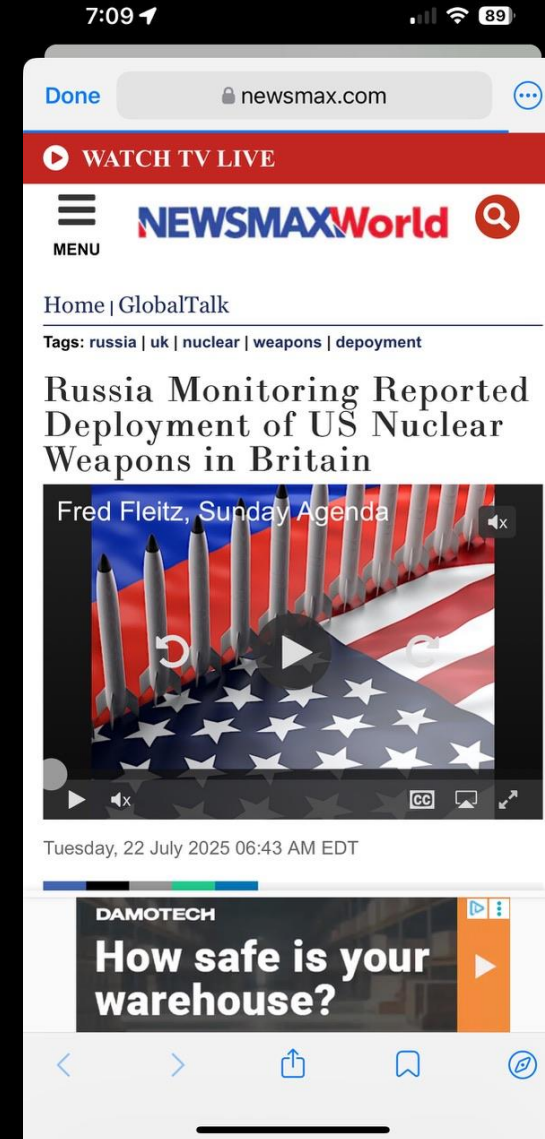 7:09
89
Done
newsmax.com
WATCH TV LIVE
MENU
NEWSMAXWorld
Home | GlobalTalk
Tags: russia | uk | nuclear | weapons | depoyment
Russia Monitoring Reported
Deployment of US Nuclear
Weapons in Britain
Fred Fleitz, Sunday Agenda
CC
Tuesday, 22 July 2025 06:43 AM EDT
DAMOTECH
How safe is your
warehouse?